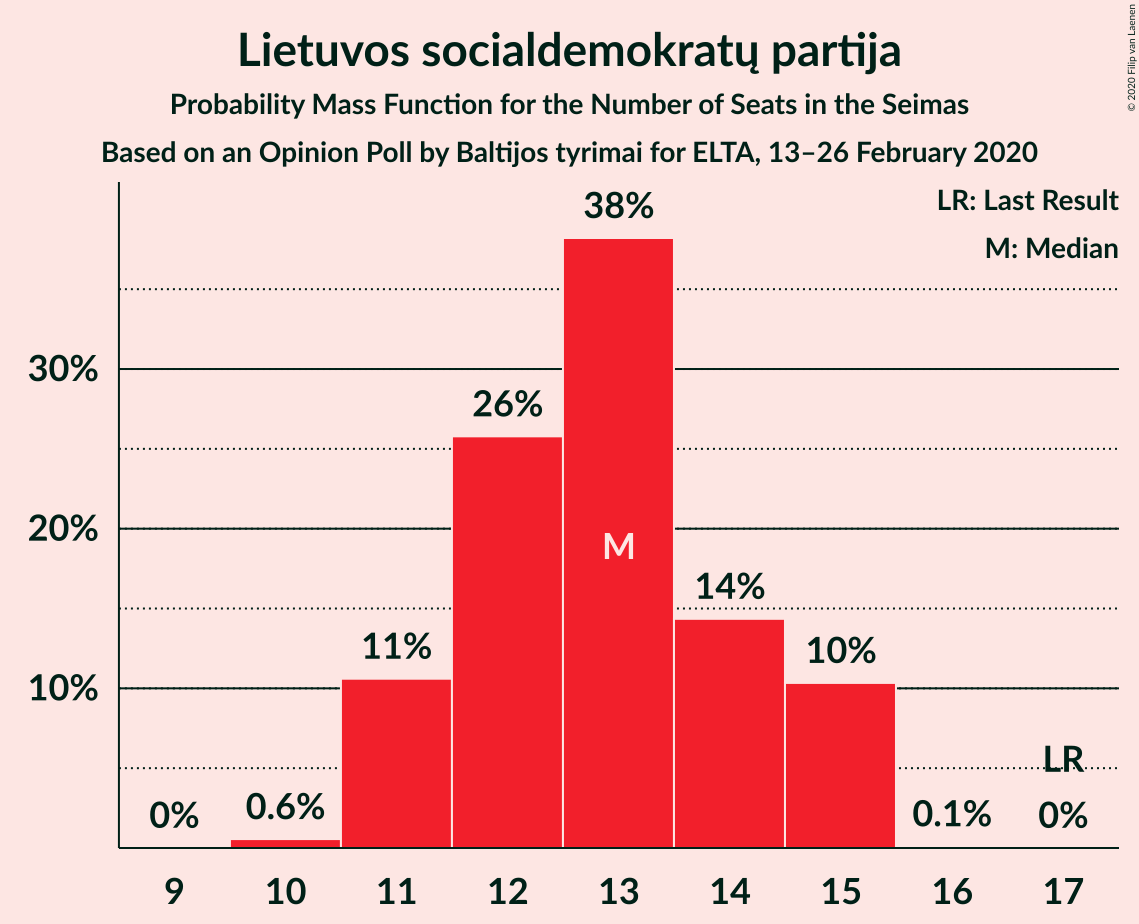 Lietuvos socialdemokratų partija
Probability Mass Function for the Number of Seats in the Seimas
Based on an Opinion Poll by Baltijos tyrimai for ELTA, 13–26 February 2020
© 2020 Filip van Laenen
LR: Last Result
M: Median
38%
30%
26%
20%
M
14%
11%
10%
10%
LR
0%
0.6%
0.1%
0%
9 10 11 12 13 14 15 16 17